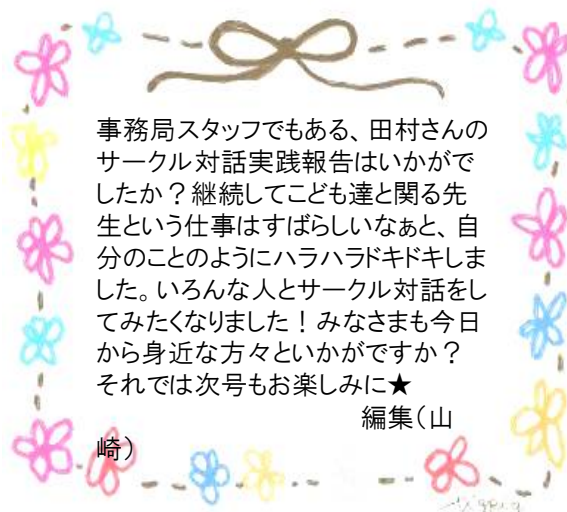 事務局スタッフでもある、田村さんの
サークル対話実践報告はいかがで
したか？継続してこども達と関る先
生という仕事はすばらしいなぁと、自
分のことのようにハラハラドキドキしま
した。いろんな人とサークル対話をし
てみたくなりました！みなさまも今日
から身近な方々といかがですか？
それでは次号もお楽しみに★
編集（山
崎）